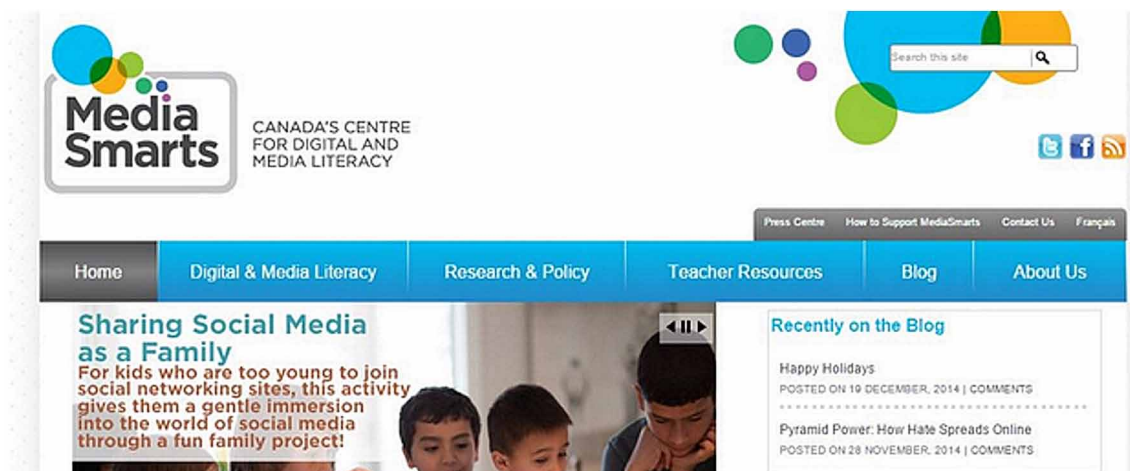 Media
Smarts
CANADA'S CENTRE
FOR DIGITAL AND
MEDIA LITERACY
Search this site
Press Centre How to Support MediaSmarts Contact Us Français
Home Digital & Media Literacy Research & Policy Teacher Resources Blog About Us
Sharing Social Media
as a Family
For kids who are too young to join
social networking sites, this activity
gives them a gentle immersion
into the world of social media
through a fun family project!
Recently on the Blog
Happy Holidays
POSTED ON 19 DECEMBER, 2014 | COMMENTS
Pyramid Power: How Hate Spreads Online
POSTED ON 28 NOVEMBER, 2014 | COMMENTS